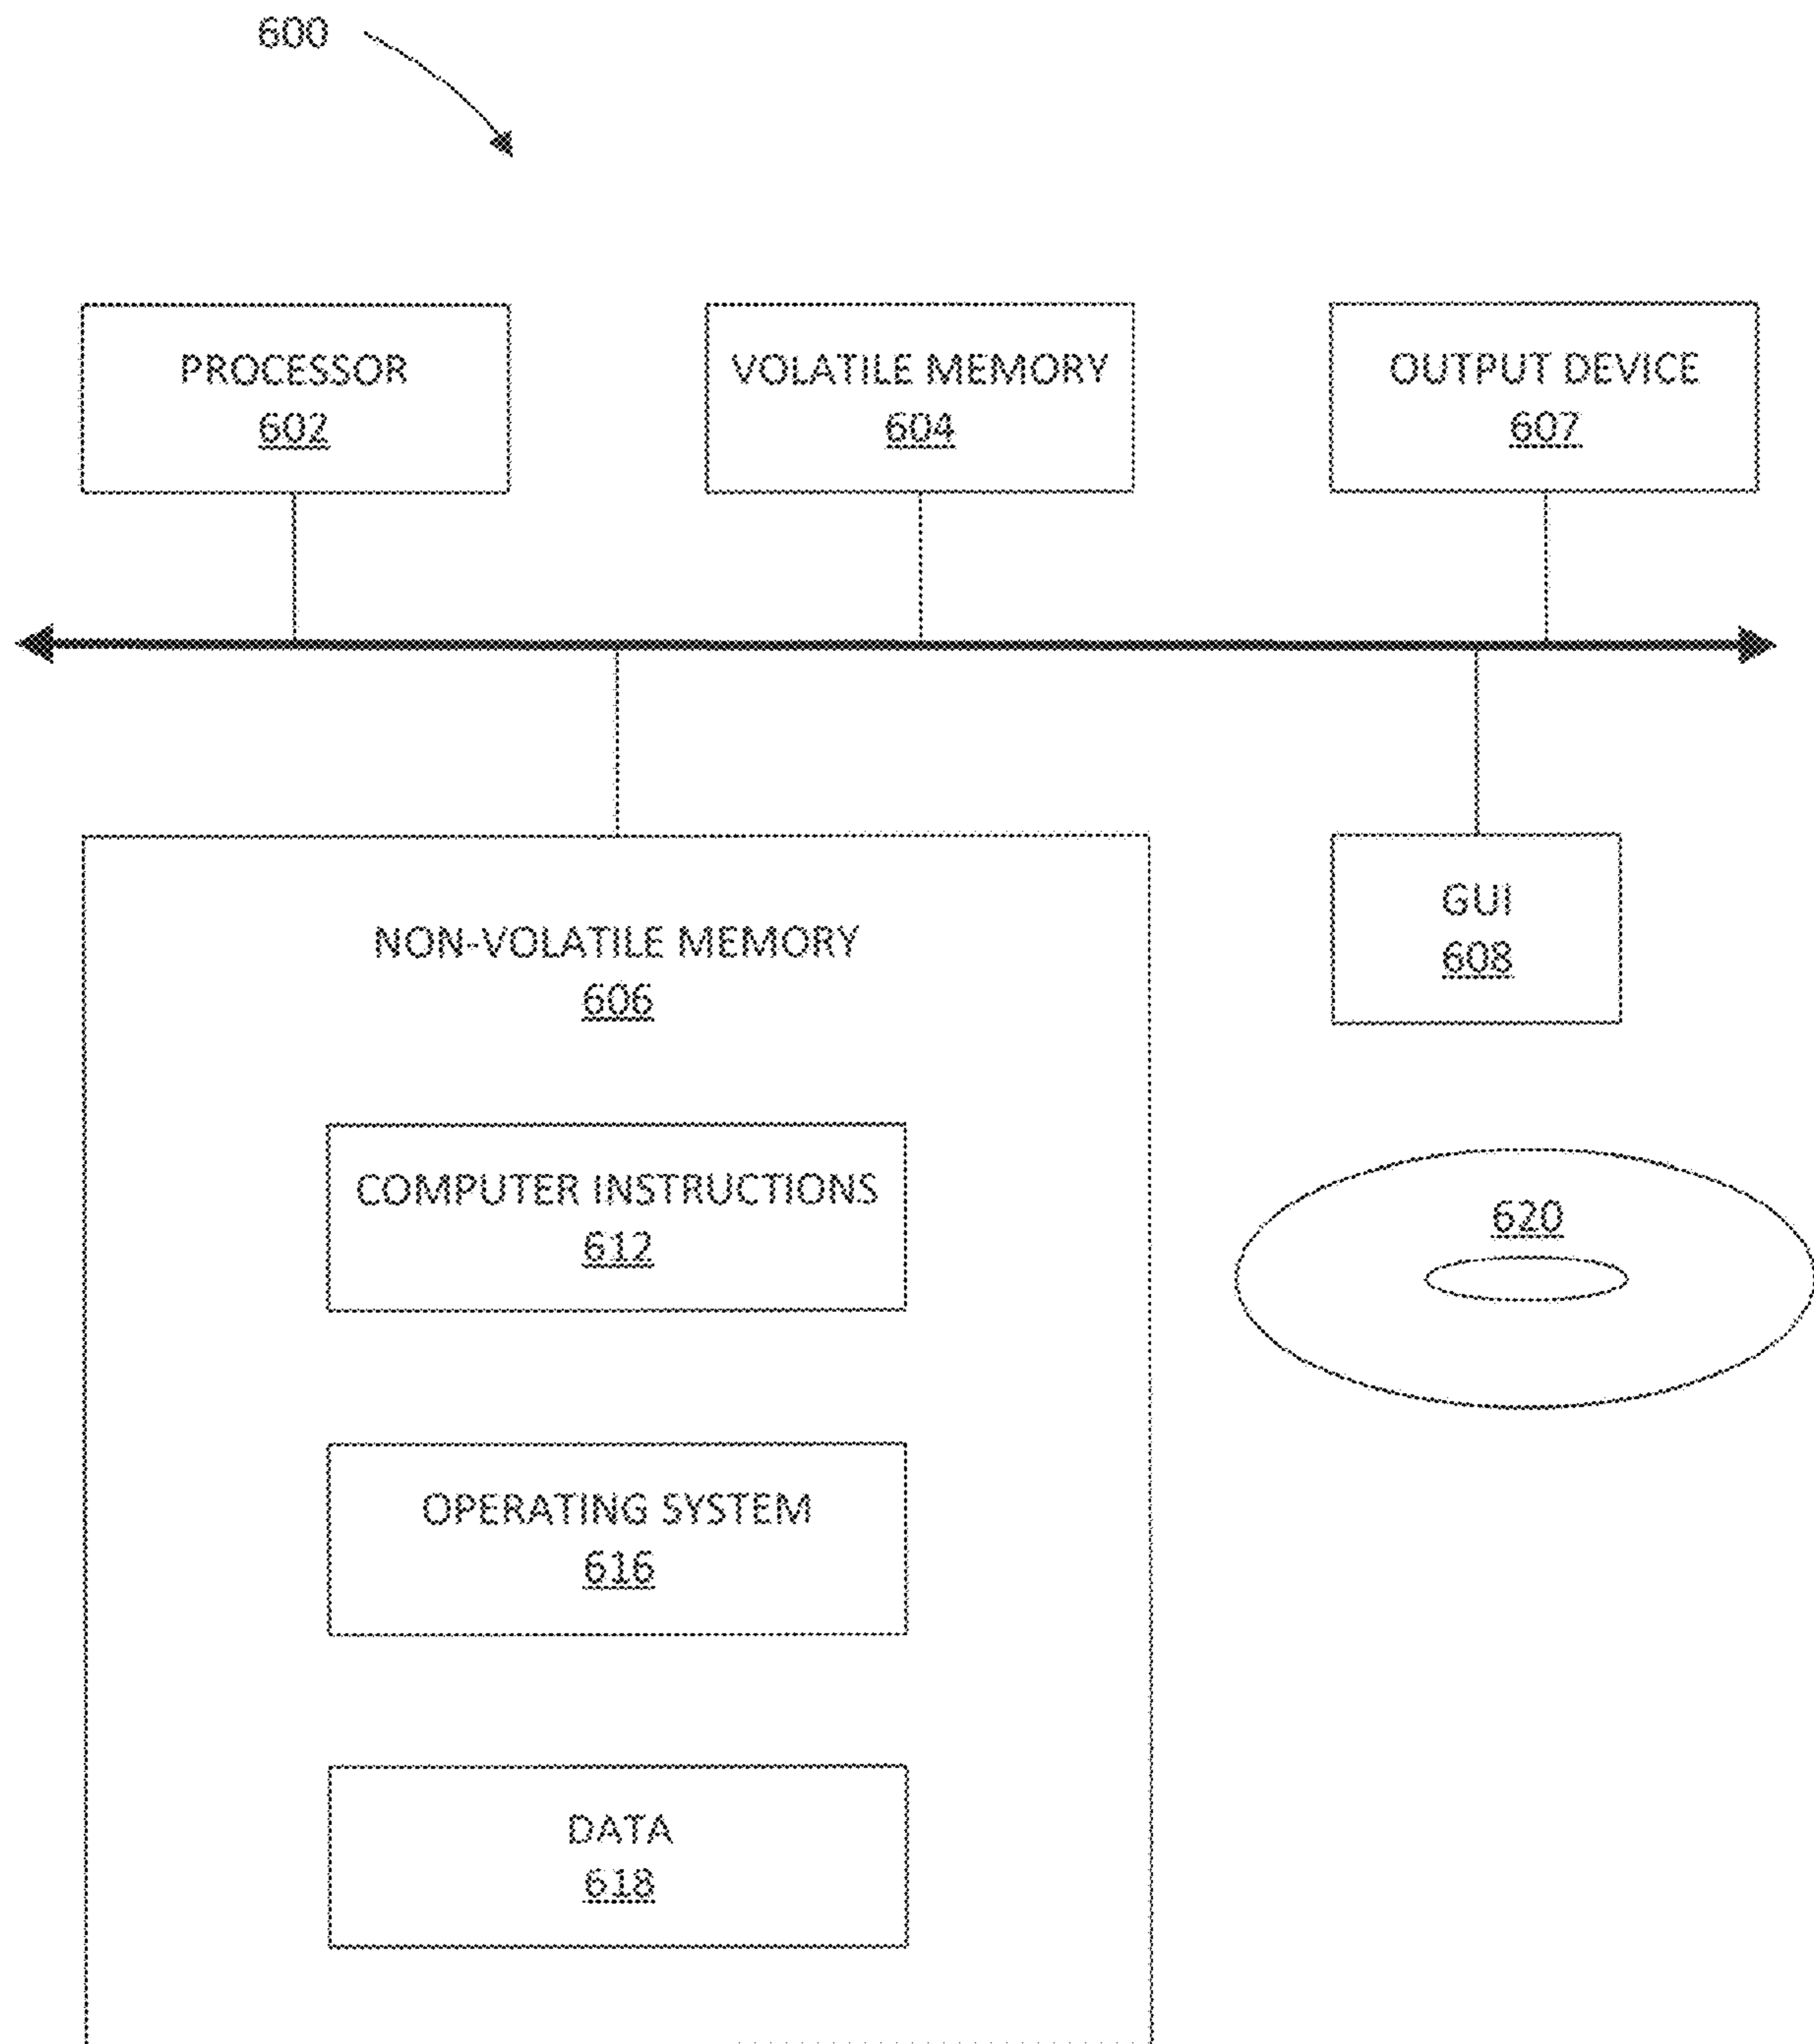 600
PROCESSOR
602
VOLATILE MEMORY
604
OUTPUT DEVICE
607
NON-VOLATILE MEMORY
606
GUI
608
COMPUTER INSTRUCTIONS
612
620
OPERATING SYSTEM
616
DATA
618